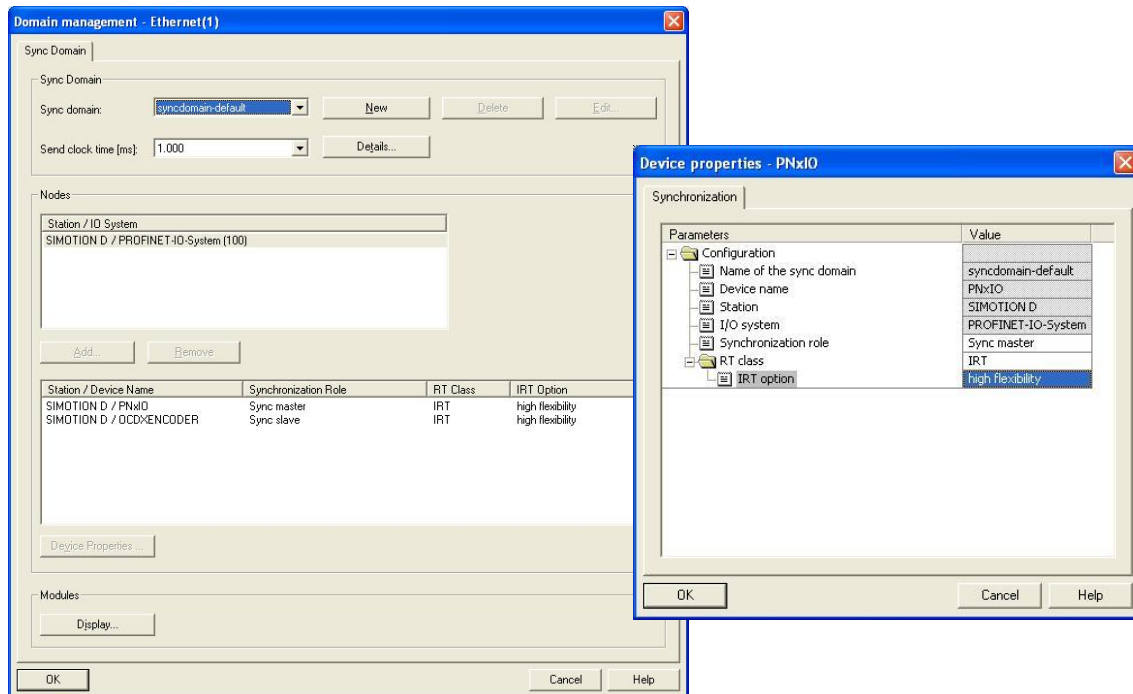 Domain management - Ethernet(1)
Sync Domain
Sync Domain
Sync domain: syncdomain-default New Delete Edit...
Send clock time [ms]: 1.000 Details...
Nodes
Station / IO System
SIMOTION D / PROFINET-IO-System (100)
Add... Remove
Station / Device Name Synchronization Role RT Class IRT Option
SIMOTION D / PNxIO Sync master IRT high flexibility
SIMOTION D / OCDXENCODER Sync slave IRT high flexibility
Device Properties ...
Modules
Display...
OK Cancel Help
Device properties - PNxIO
Synchronization
Parameters Value
Configuration
Name of the sync domain syncdomain-default
Device name PNxIO
Station SIMOTION D
I/O system PROFINET-IO-System
Synchronization role Sync master
RT class IRT
IRT option high flexibility
OK Cancel Help